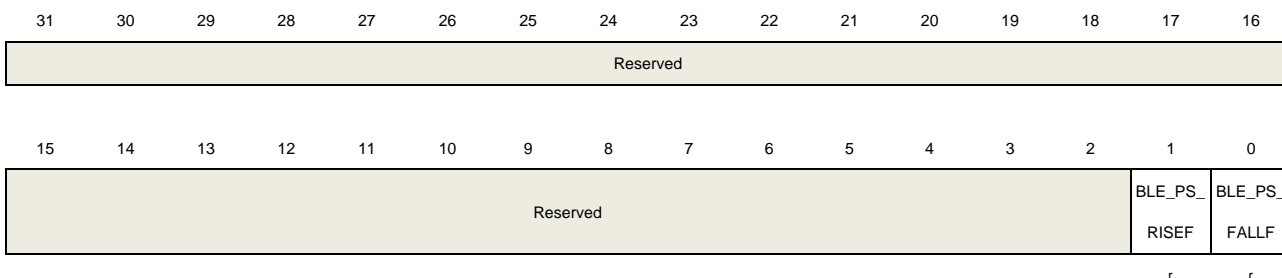 31 30 29 28 27 26 25 24 23 22 21 20 19 18 17 16
Reserved
15 14 13 12 11 10 9 8 7 6 5 4 3 2 1 0
Reserved
BLE_PS_ BLE_PS_
RISEF FALLF
r r